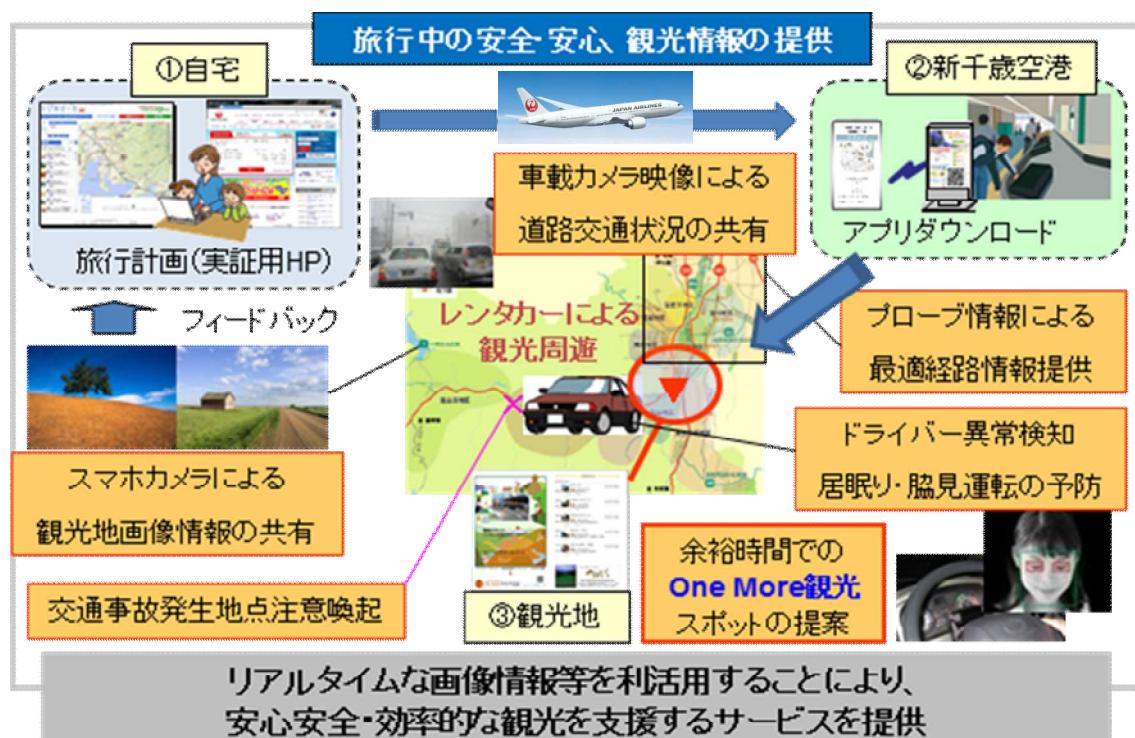 旅行中の安全・安心、観光情報の提供
①自宅
②新千歳空港
JAPAN AIRLINES
旅行計画(実証用HP)
アプリダウンロード
車載カメラ映像による
道路交通状況の共有
フィードバック
レンタカーによる
観光周遊
プローブ情報による
最適経路情報提供
ドライバー異常検知
居眠り・脇見運転の予防
スマホカメラによる
観光地画像情報の共有
交通事故発生地点注意喚起
③観光地
余裕時間での
One More観光
スポットの提案
リアルタイムな画像情報等を利活用することにより、
安心安全・効率的な観光を支援するサービスを提供